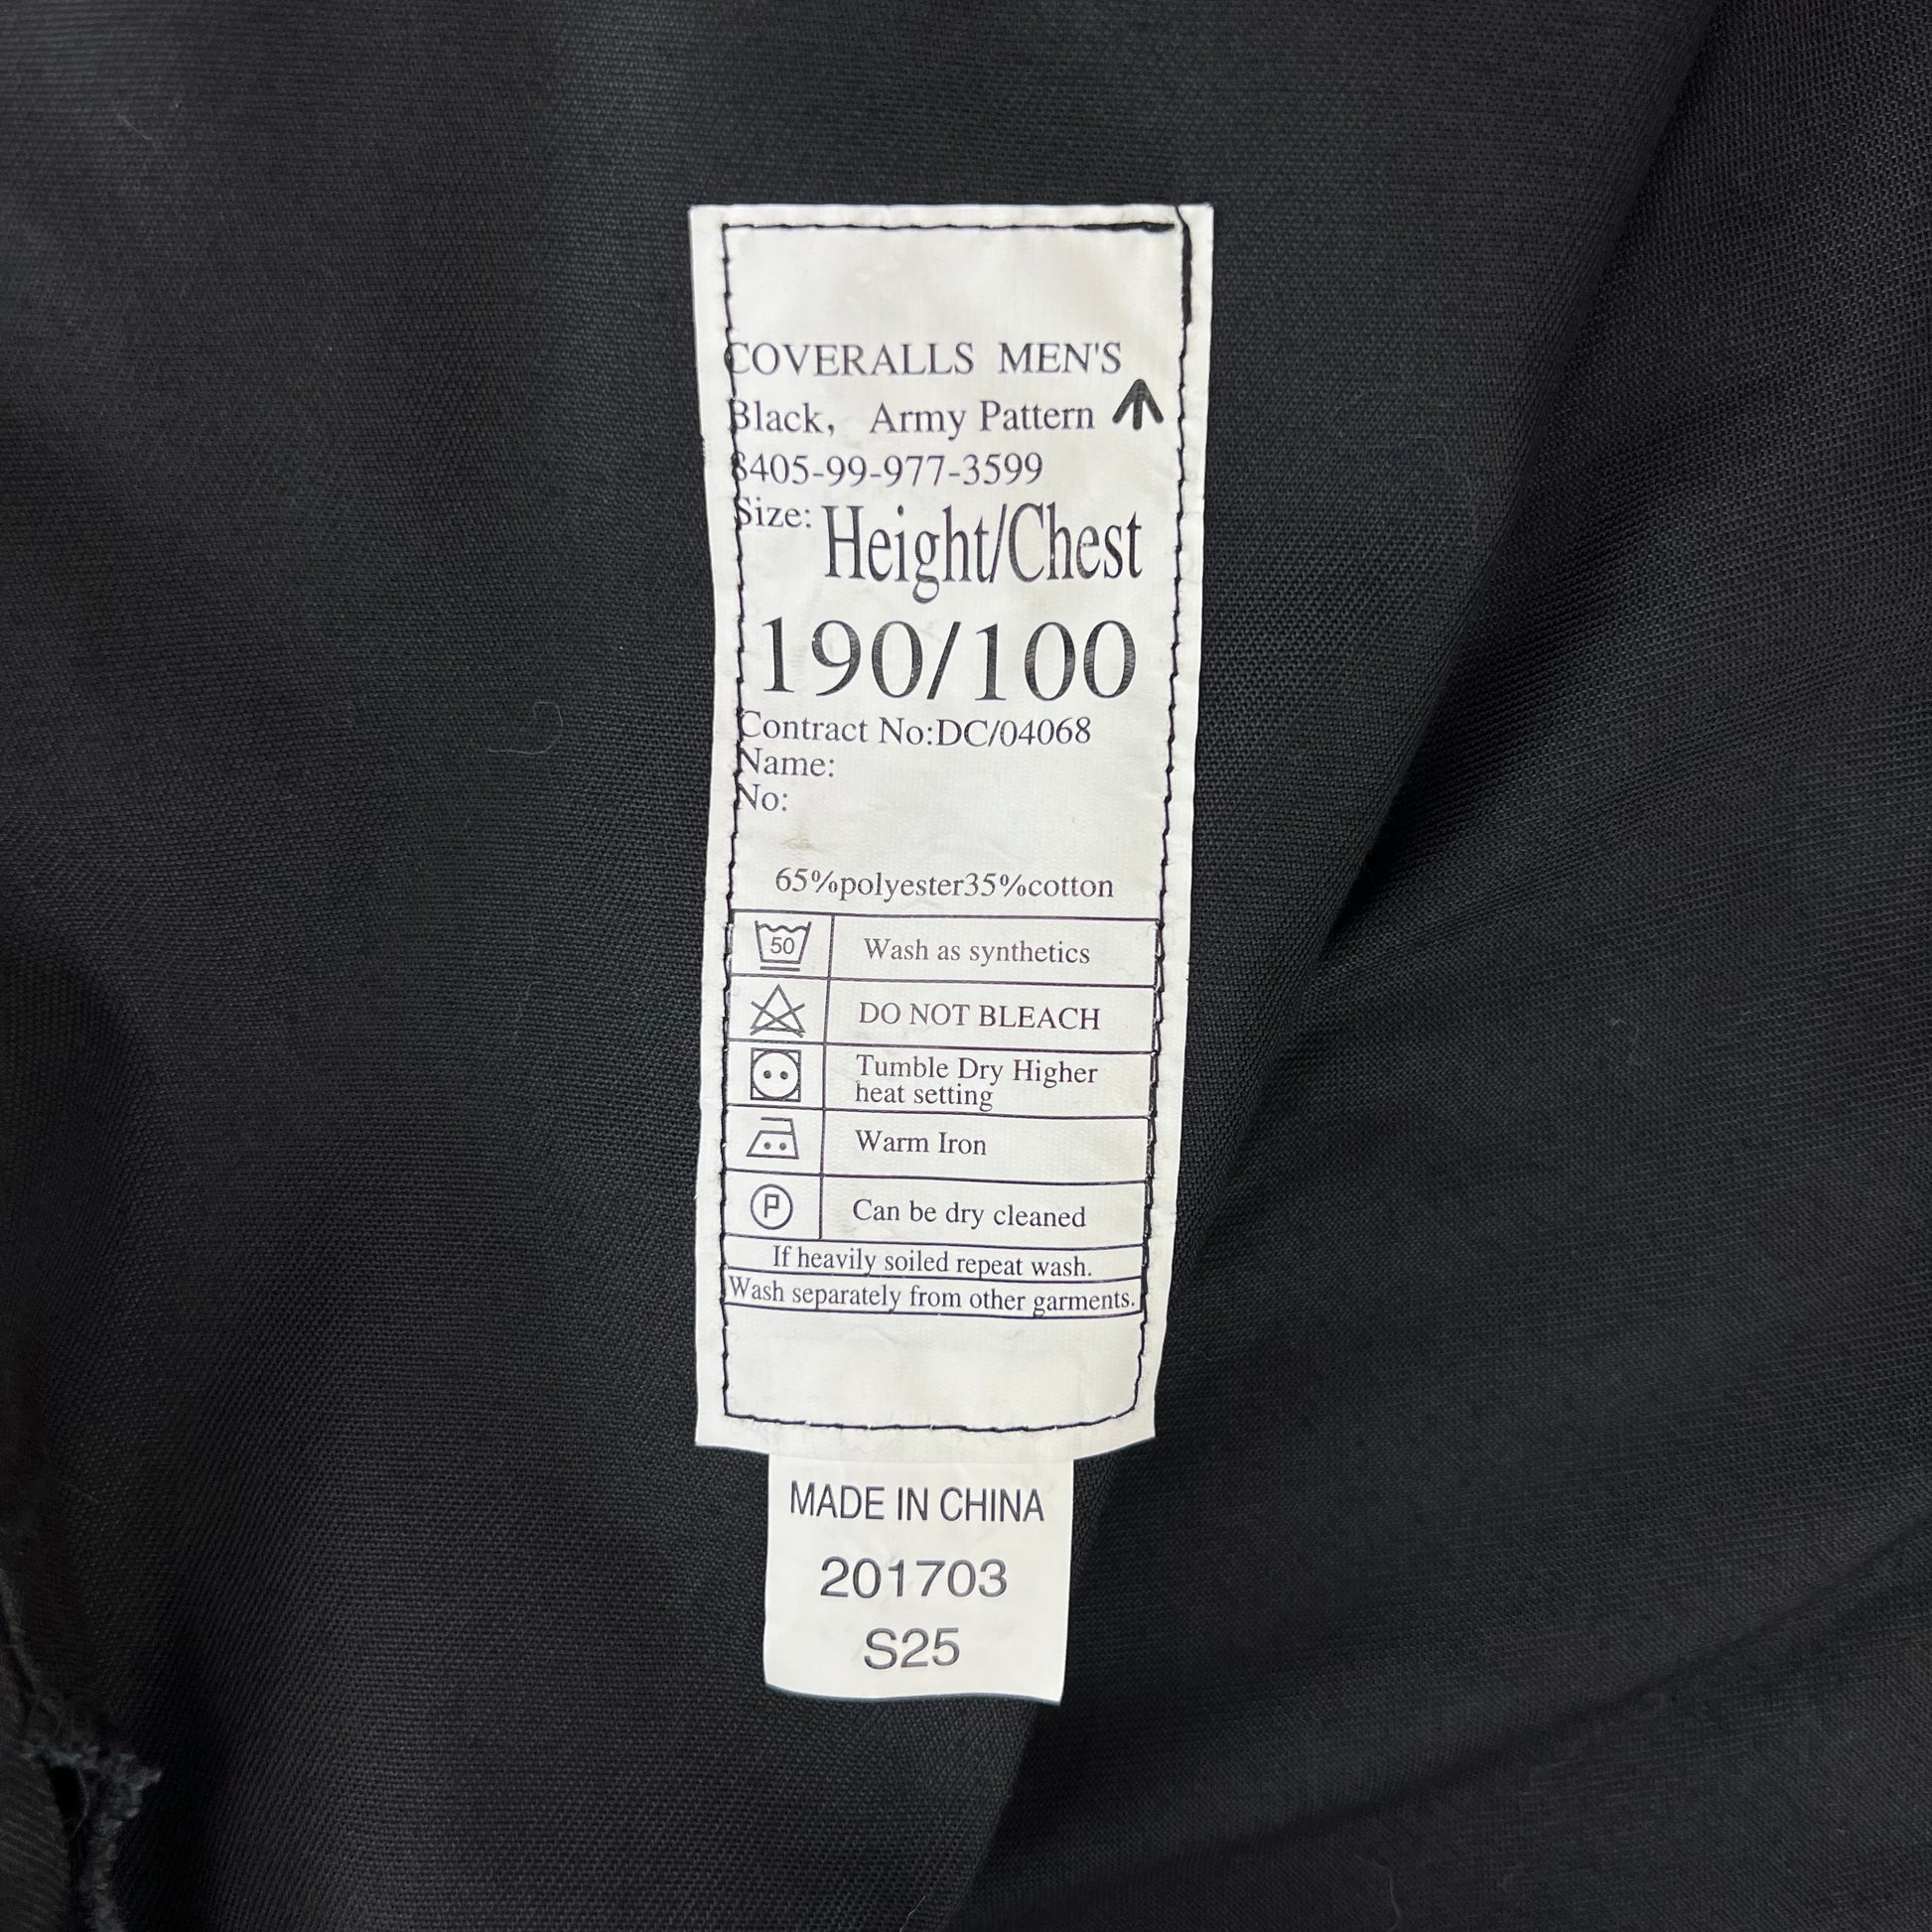 COVERALLS MEN'S
Black, Army Pattern
8405-99-977-3599
Size: Height/Chest
190/100
Contract No:DC/04068
Name:
No:
65%polyester35%cotton
50 Wash as synthetics
DO NOT BLEACH
Tumble Dry Higher
heat setting
Warm Iron
P Can be dry cleaned
If heavily soiled repeat wash.
Wash separately from other garments.
MADE IN CHINA
201703
S25